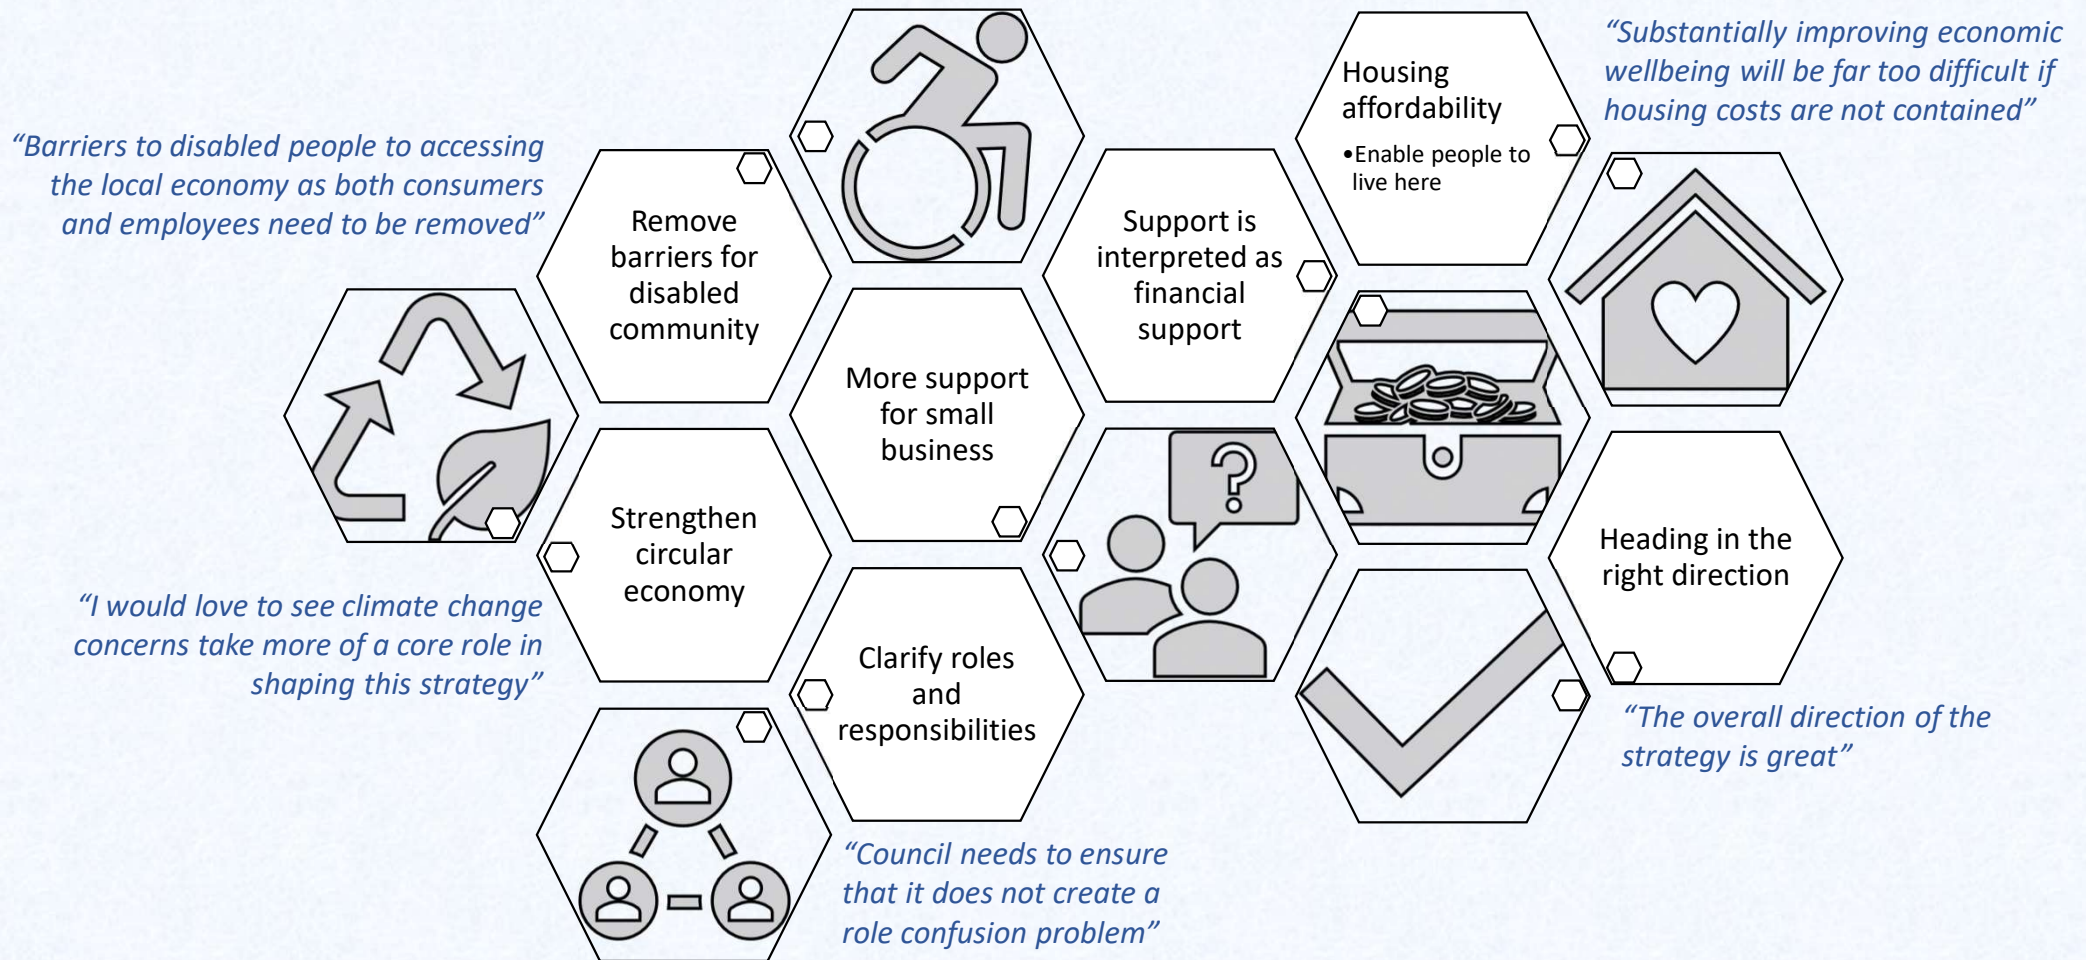 “Barriers to disabled people to accessing
the local economy as both consumers
and employees need to be removed”
Remove
barriers for
disabled
community
Support is
interpreted as
financial
support
Housing
affordability
•Enable people to
live here
“Substantially improving economic
wellbeing will be far too difficult if
housing costs are not contained”
More support
for small
business
Strengthen
circular
economy
“I would love to see climate change
concerns take more of a core role in
shaping this strategy”
?
Clarify roles
and
responsibilities
“Council needs to ensure
that it does not create a
role confusion problem”
Heading in the
right direction
“The overall direction of the
strategy is great”